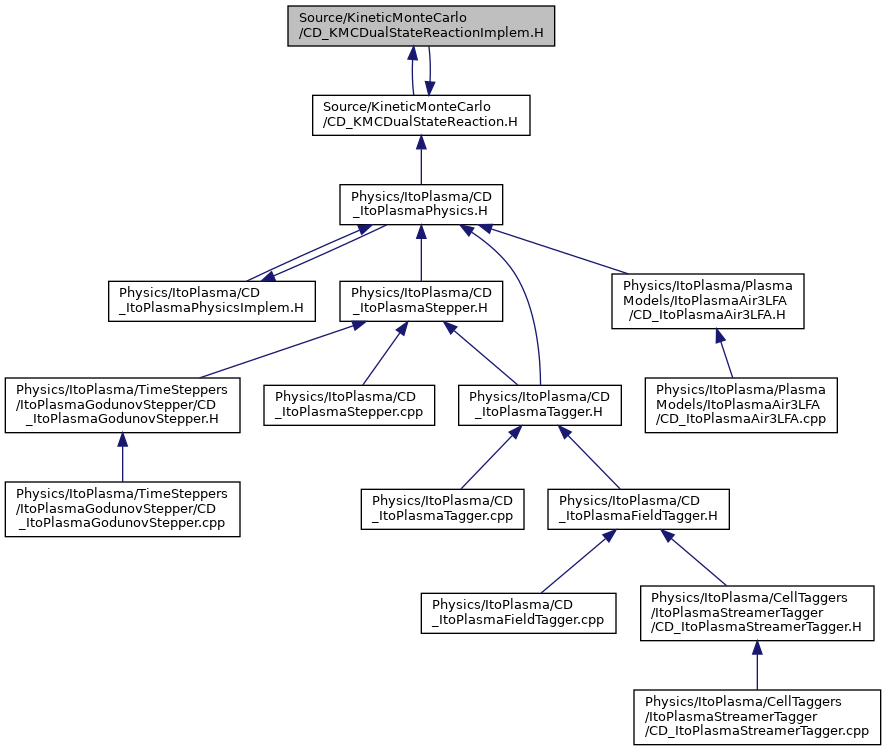 Source/KineticMonteCarlo
/CD_KMCDualStateReactionImplem.H
Source/KineticMonteCarlo
/CD_KMCDualStateReaction.H
Physics/ItoPlasma/CD
_ItoPlasmaPhysics.H
Physics/ItoPlasma/CD
_ItoPlasmaPhysicsImplem.H
Physics/ItoPlasma/CD
_ItoPlasmaStepper.H
Physics/ItoPlasma/Plasma
Models/ItoPlasmaAir3LFA
/CD_ItoPlasmaAir3LFA.H
Physics/ItoPlasma/TimeSteppers
/ItoPlasmaGodunovStepper/CD
_ItoPlasmaGodunovStepper.H
Physics/ItoPlasma/CD
_ItoPlasmaStepper.cpp
Physics/ItoPlasma/CD
_ItoPlasmaTagger.H
Physics/ItoPlasma/Plasma
Models/ItoPlasmaAir3LFA
/CD_ItoPlasmaAir3LFA.cpp
Physics/ItoPlasma/TimeSteppers
/ItoPlasmaGodunovStepper/CD
_ItoPlasmaGodunovStepper.cpp
Physics/ItoPlasma/CD
_ItoPlasmaTagger.cpp
Physics/ItoPlasma/CD
_ItoPlasmaFieldTagger.H
Physics/ItoPlasma/CD
_ItoPlasmaFieldTagger.cpp
Physics/ItoPlasma/CellTaggers
/ItoPlasmaStreamerTagger
/CD_ItoPlasmaStreamerTagger.H
Physics/ItoPlasma/CellTaggers
/ItoPlasmaStreamerTagger
/CD_ItoPlasmaStreamerTagger.cpp